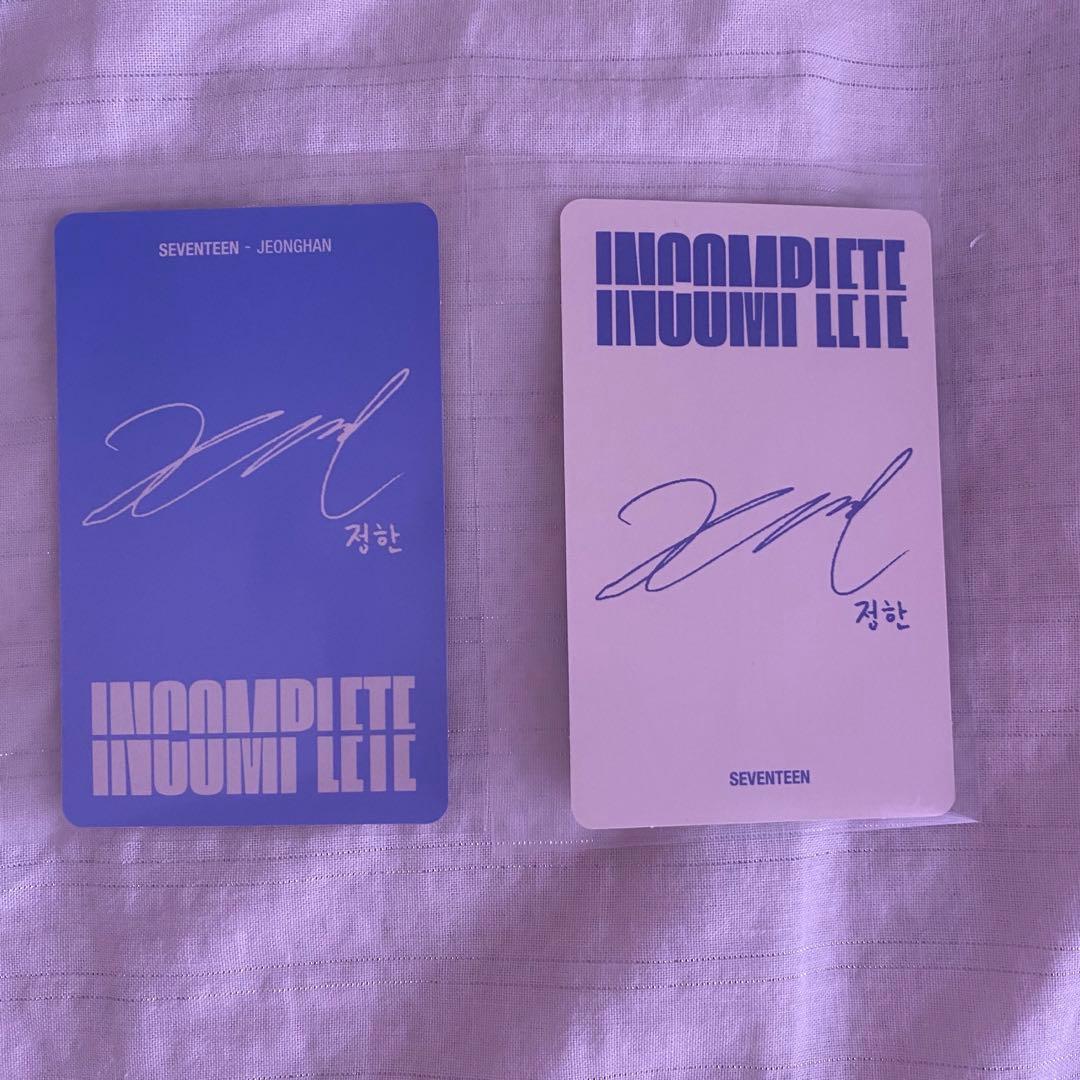 SEVENTEEN - JEONGHAN
정한
INCOMPLETE
INCOMPLETE
정한
SEVENTEEN